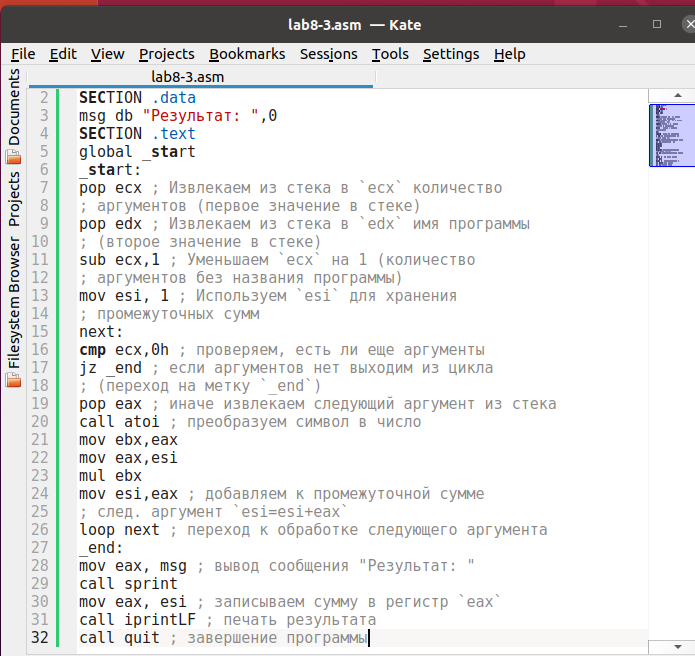 lab8-3.asm — Kate
File Edit View Projects Bookmarks Sessions Tools Settings Help
lab8-3.asm
Documents
Projects
Filesystem Browser
2 SECTION .data
3 msg db "Результат: ",0
4 SECTION .text
5 global _start
6 _start:
7 pop ecx ; Извлекаем из стека в `ecx` количество
8 ; аргументов (первое значение в стеке)
9 pop edx ; Извлекаем из стека в `edx` имя программы
10 ; (второе значение в стеке)
11 sub ecx,1 ; Уменьшаем `ecx` на 1 (количество
12 ; аргументов без названия программы)
13 mov esi, 1 ; Используем `esi` для хранения
14 ; промежуточных сумм
15 next:
16 cmp ecx,0h ; проверяем, есть ли еще аргументы
17 jz _end ; если аргументов нет выходим из цикла
18 ; (переход на метку `_end`)
19 pop eax ; иначе извлекаем следующий аргумент из стека
20 call atoi ; преобразуем символ в число
21 mov ebx,eax
22 mov eax,esi
23 mul ebx
24 mov esi,eax ; добавляем к промежуточной сумме
25 ; след. аргумент `esi=esi+eax`
26 loop next ; переход к обработке следующего аргумента
27 _end:
28 mov eax, msg ; вывод сообщения "Результат: "
29 call sprint
30 mov eax, esi ; записываем сумму в регистр `eax`
31 call iprintLF ; печать результата
32 call quit ; завершение программы